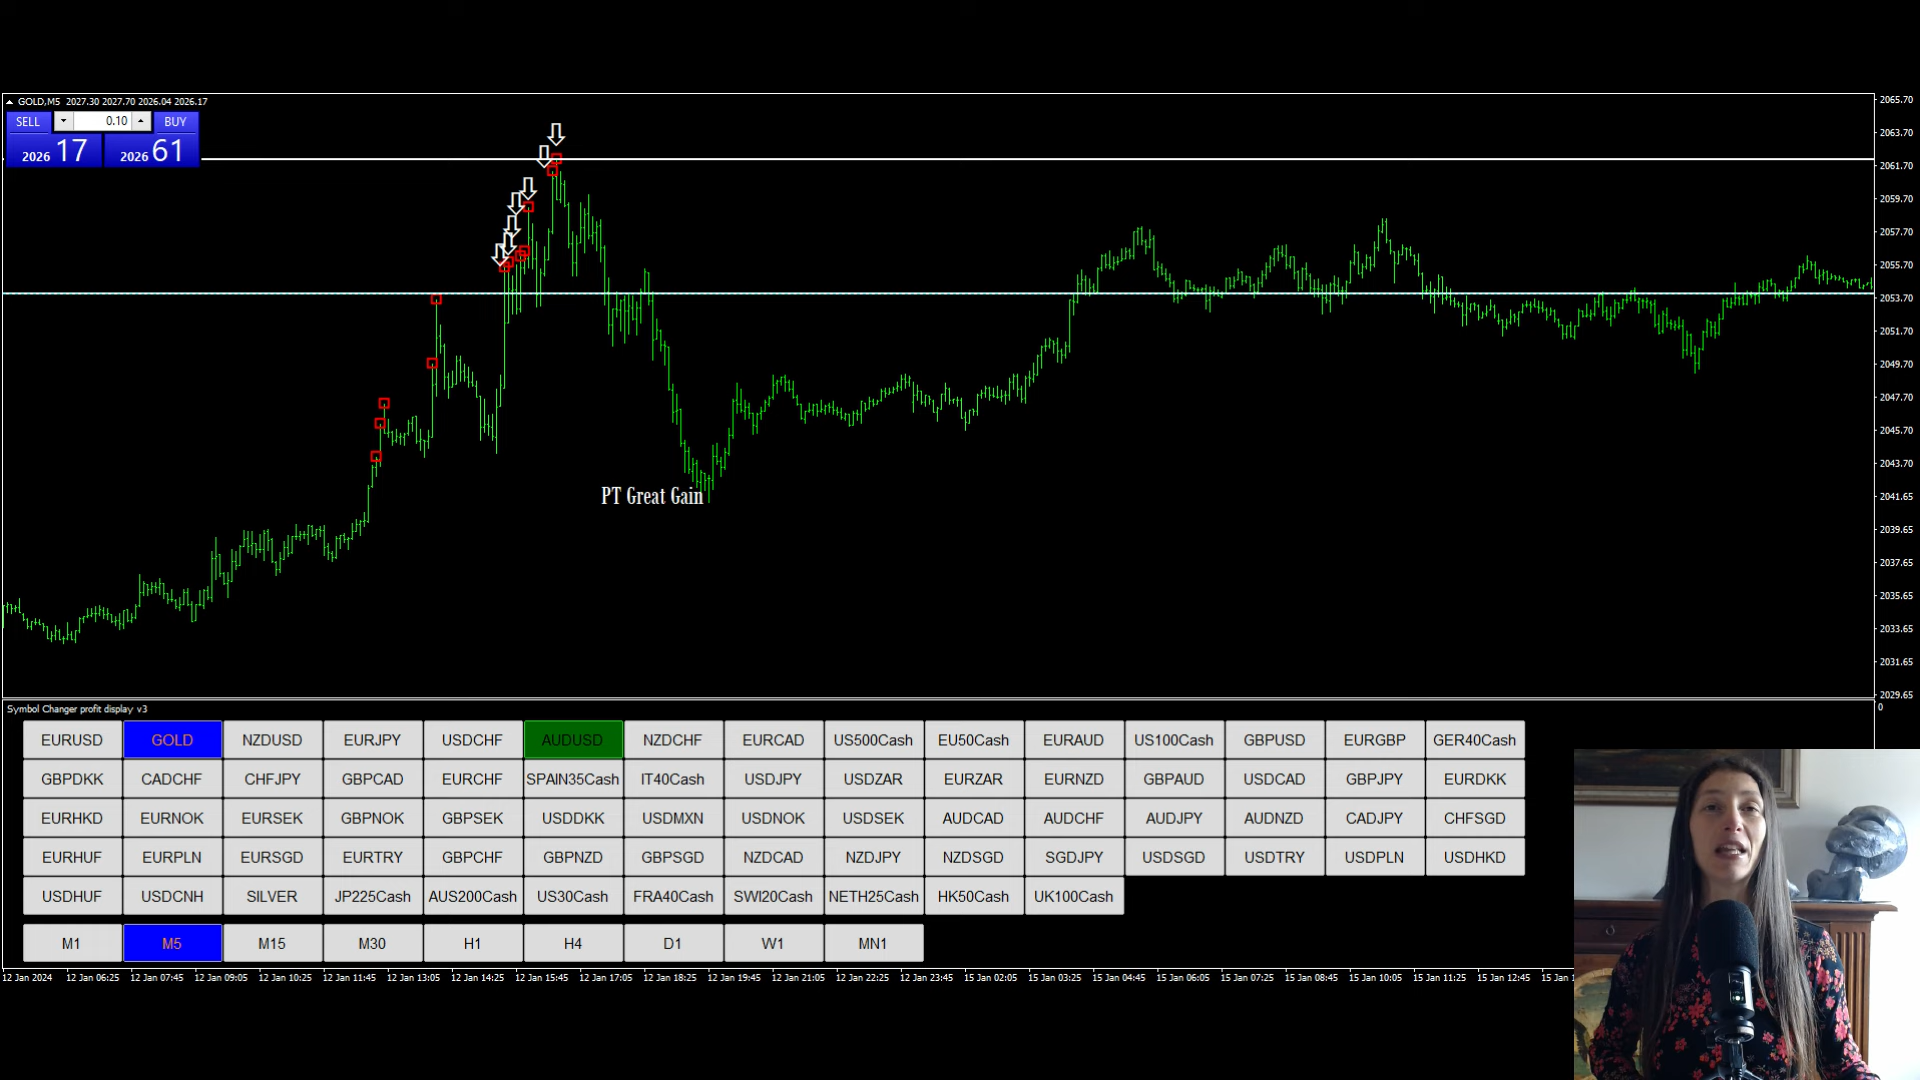 GOLD,M5 2027.30 2027.70 2026.04 2026.17
SELL 0.10 BUY
2026 17 2026 61
2065.70
2063.70
2061.70
2059.70
2057.70
2055.70
2053.70
2051.70
2049.70
2047.70
2045.70
2043.70
2041.65
2039.65
2037.65
2035.65
2033.65
2031.65
2029.65
PT Great Gain
Symbol Changer profit display v3
0
EURUSD GOLD NZDUSD EURJPY USDCHF AUDUSD NZDCHF EURCAD US500Cash EU50Cash EURAUD US100Cash GBPUSD EURGBP GER40Cash
GBPDKK CADCHF CHFJPY GBPCAD EURCHF SPAIN35Cash IT40Cash USDJPY USDZAR EURZAR EURNZD GBPAUD USDCAD GBPJPY EURDKK
EURHKD EURNOK EURSEK GBPNOK GBPSEK USDDKK USDMXN USDNOK USDSEK AUDCAD AUDCHF AUDJPY AUDNZD CADJPY CHFSGD
EURHUF EURPLN EURSGD EURTRY GBPCHF GBPNZD GBPSGD NZDCAD NZDJPY NZDSGD SGDJPY USDSGD USDTRY USDPLN USDHKD
USDHUF USDCNH SILVER JP225Cash AUS200Cash US30Cash FRA40Cash SWI20Cash NETH25Cash HK50Cash UK100Cash
M1 M5 M15 M30 H1 H4 D1 W1 MN1
12 Jan 2024 12 Jan 06:25 12 Jan 07:45 12 Jan 09:05 12 Jan 10:25 12 Jan 11:45 12 Jan 13:05 12 Jan 14:25 12 Jan 15:45 12 Jan 17:05 12 Jan 18:25 12 Jan 19:45 12 Jan 21:05 12 Jan 22:25 12 Jan 23:45 15 Jan 02:05 15 Jan 03:25 15 Jan 04:45 15 Jan 06:05 15 Jan 07:25 15 Jan 08:45 15 Jan 10:05 15 Jan 11:25 15 Jan 12:45 15 Jan